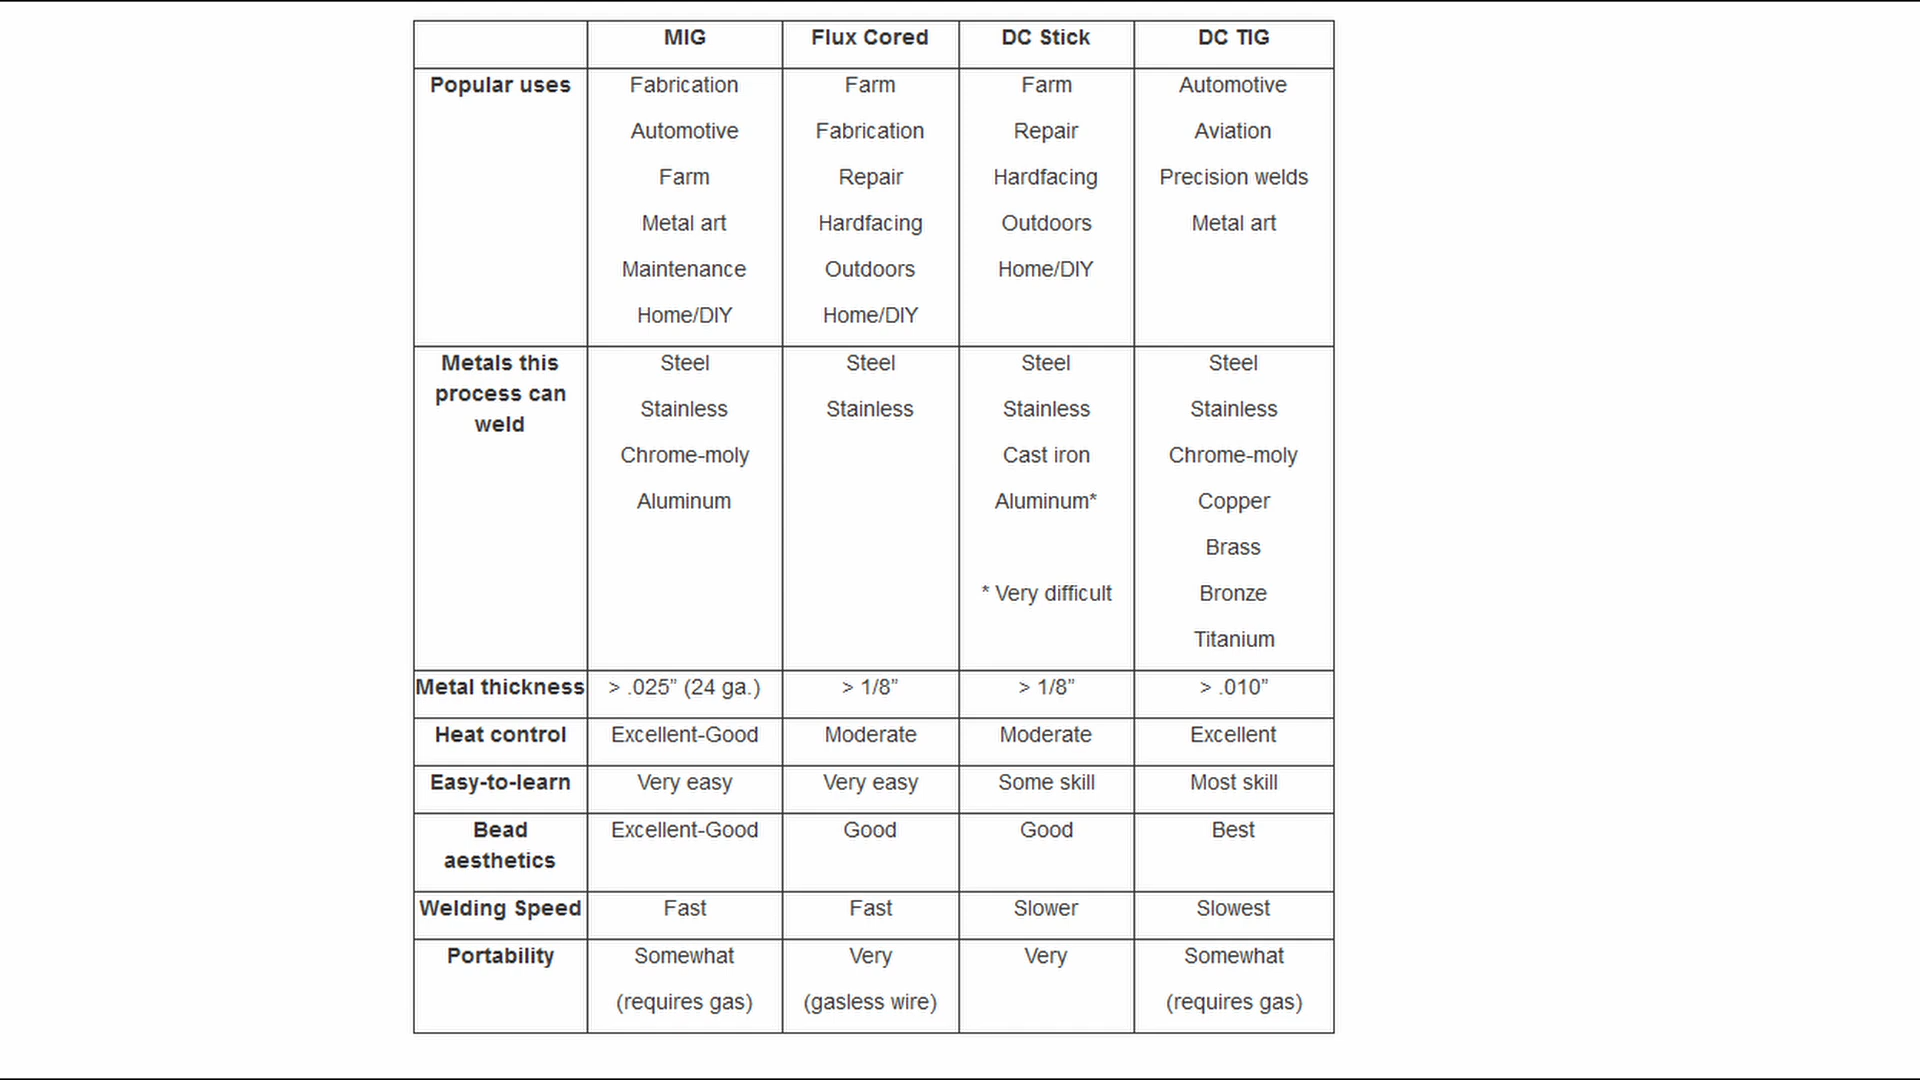 MIG Flux Cored DC Stick DC TIG
Popular uses Fabrication Farm Farm Automotive
Automotive Fabrication Repair Aviation
Farm Repair Hardfacing Precision welds
Metal art Hardfacing Outdoors Metal art
Maintenance Outdoors Home/DIY
Home/DIY Home/DIY
Metals this Steel Steel Steel Steel
process can
weld Stainless Stainless Stainless Stainless
Chrome-moly Cast iron Chrome-moly
Aluminum Aluminum* Copper
Brass
* Very difficult Bronze
Titanium
Metal thickness > .025” (24 ga.) > 1/8” > 1/8” > .010”
Heat control Excellent-Good Moderate Moderate Excellent
Easy-to-learn Very easy Very easy Some skill Most skill
Bead Excellent-Good Good Good Best
aesthetics
Welding Speed Fast Fast Slower Slowest
Portability Somewhat Very Very Somewhat
(requires gas) (gasless wire) (requires gas)